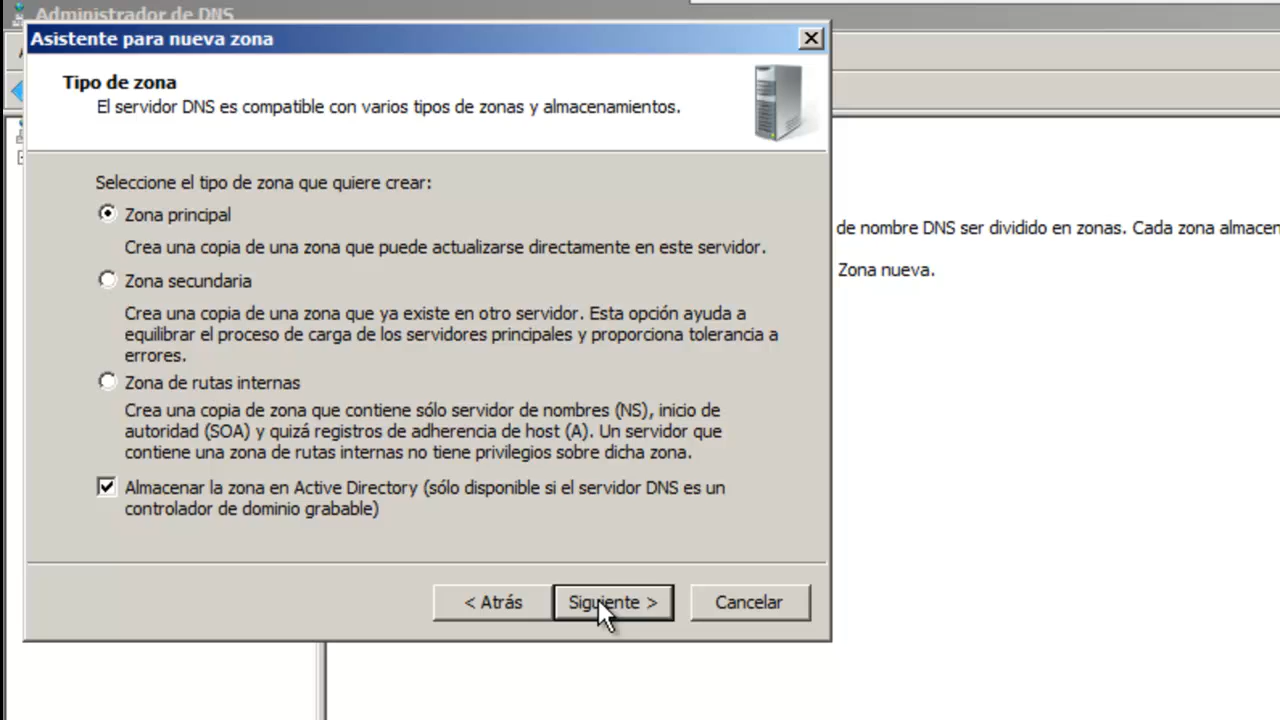 Administrador de DNS
Asistente para nueva zona
Tipo de zona
El servidor DNS es compatible con varios tipos de zonas y almacenamientos.
Seleccione el tipo de zona que quiere crear:
Zona principal
Crea una copia de una zona que puede actualizarse directamente en este servidor.
de nombre DNS ser dividido en zonas. Cada zona almacen
Zona secundaria
Zona nueva.
Crea una copia de una zona que ya existe en otro servidor. Esta opción ayuda a
equilibrar el proceso de carga de los servidores principales y proporciona tolerancia a
errores.
Zona de rutas internas
Crea una copia de zona que contiene sólo servidor de nombres (NS), inicio de
autoridad (SOA) y quizá registros de adherencia de host (A). Un servidor que
contiene una zona de rutas internas no tiene privilegios sobre dicha zona.
Almacenar la zona en Active Directory (sólo disponible si el servidor DNS es un
controlador de dominio grabable)
< Atrás Siguiente > Cancelar